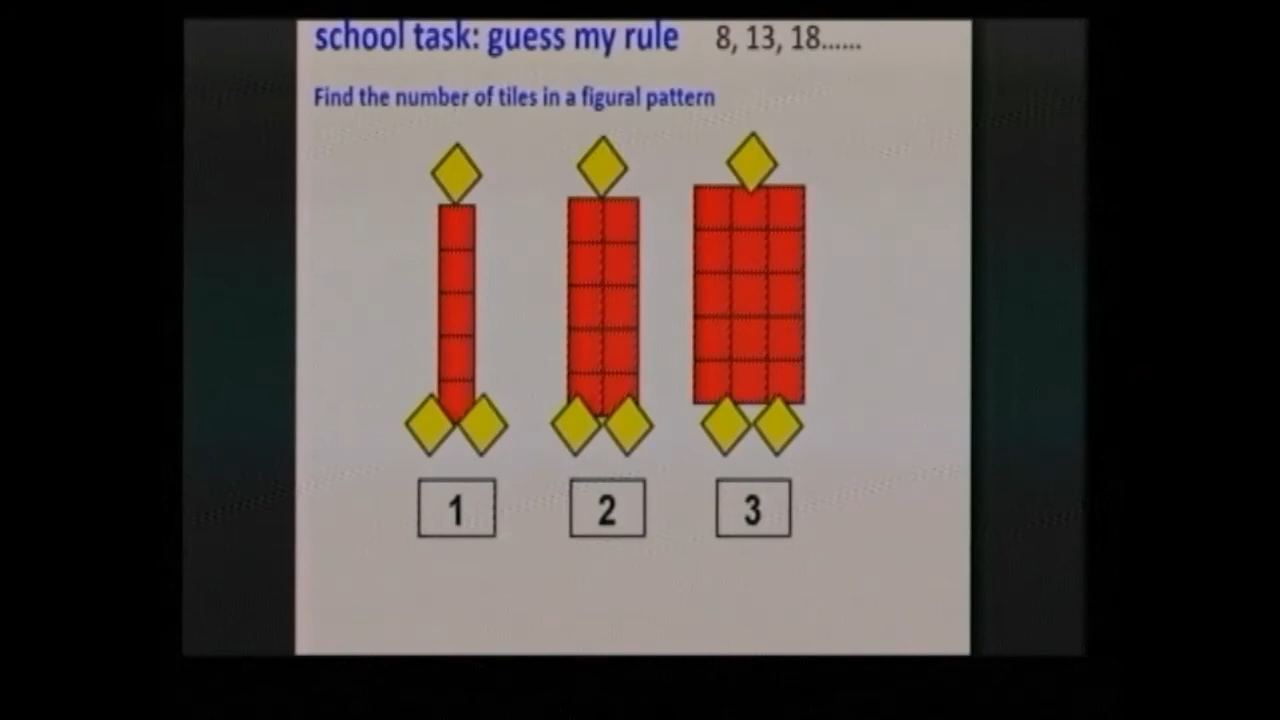 school task: guess my rule 8, 13, 18......
Find the number of tiles in a figural pattern
1 2 3